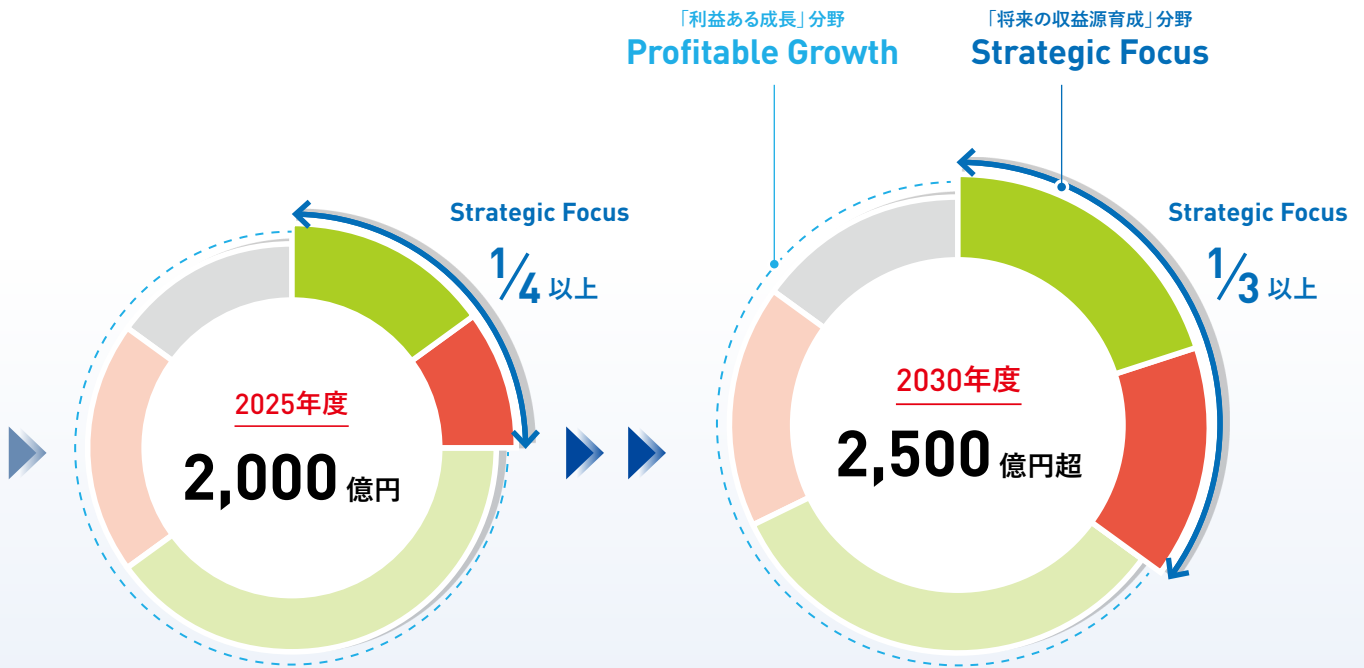 「利益ある成長」分野
Profitable Growth
「将来の収益源育成」分野
Strategic Focus
Strategic Focus
1/4 以上
2025年度
2,000 億円
Strategic Focus
1/3 以上
2030年度
2,500 億円超